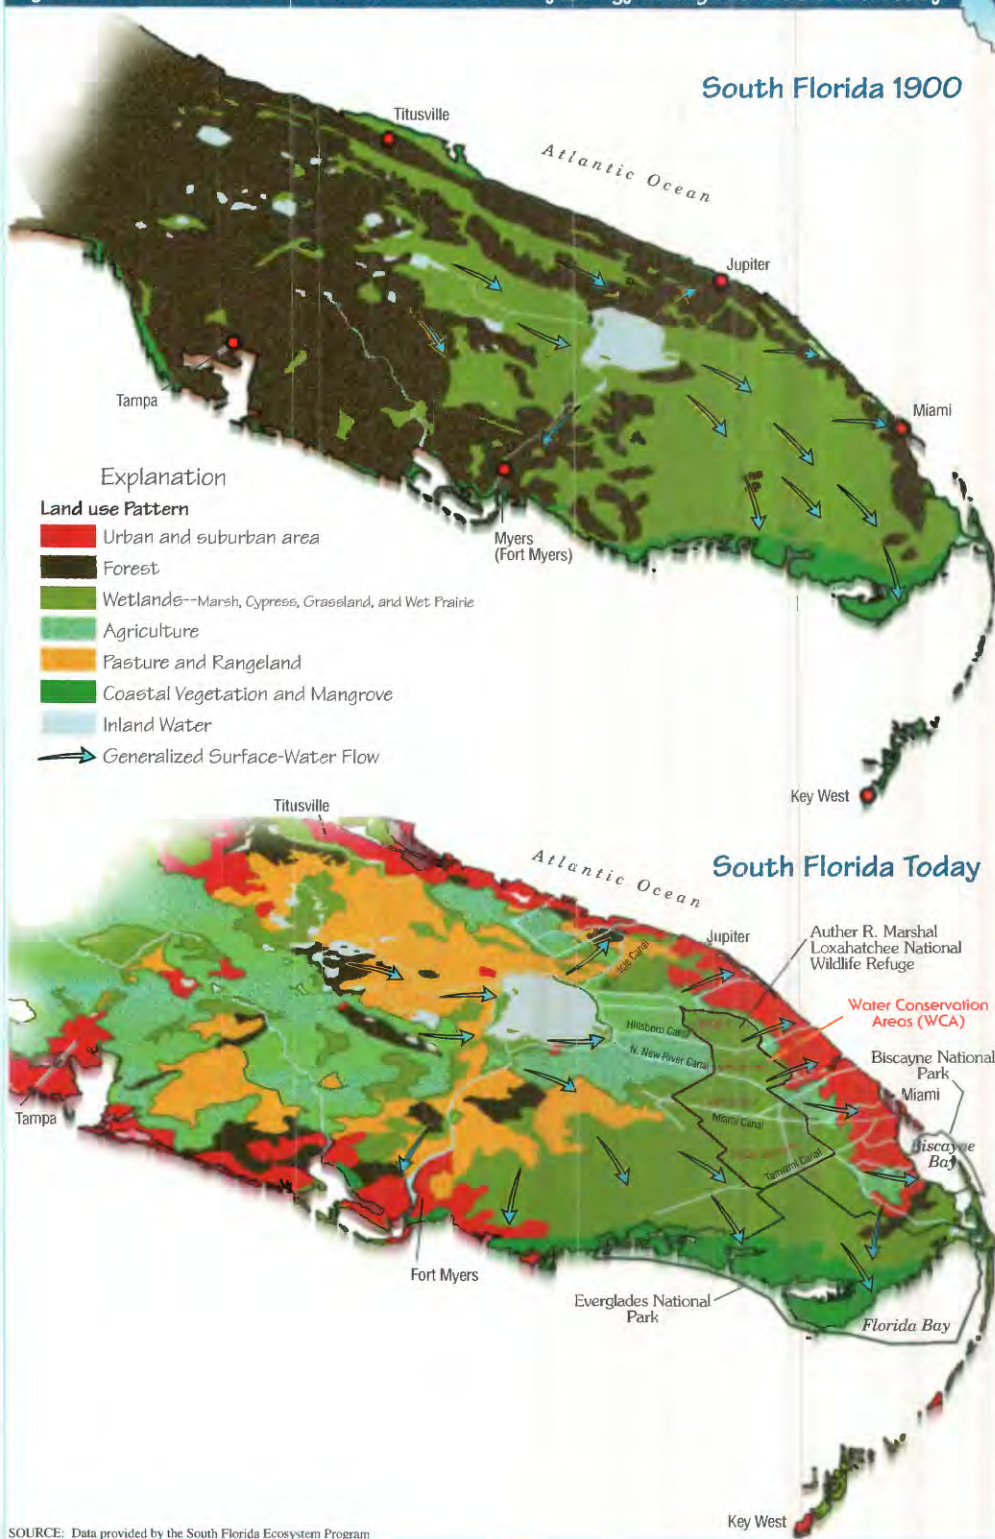 South Florida 1900
Titusville
Atlantic Ocean
Jupiter
Tampa
Miami
Explanation
Land use Pattern
Urban and suburban area
Forest
Wetlands--Marsh, Cypress, Grassland, and Wet Prairie
Agriculture
Pasture and Rangeland
Coastal Vegetation and Mangrove
Inland Water
Generalized Surface-Water Flow
Myers
(Fort Myers)
Key West
Titusville
Atlantic Ocean
South Florida Today
Jupiter
Auther R. Marshal
Loxahatchee National
Wildlife Refuge
Canal
Water Conservation
Areas (WCA)
Hillsboro Canal
N. New River Canal
Biscayne National
Park
Miami
Tampa
Miami Canal
Biscayne
Bay
Tamiami Canal
Fort Myers
Everglades National
Park
Florida Bay
Key West
SOURCE: Data provided by the South Florida Ecosystem Program